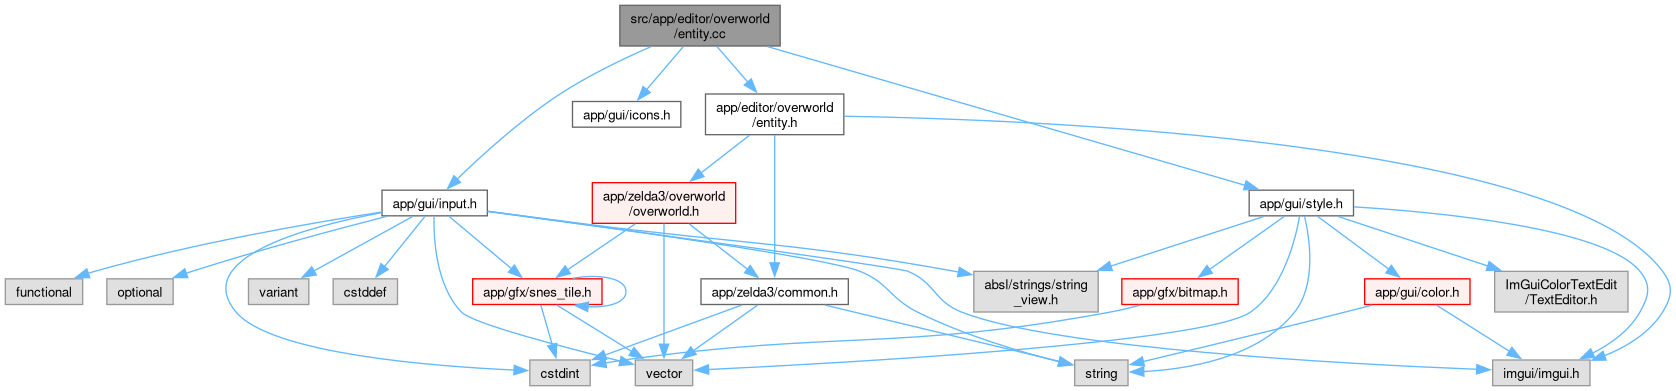 src/app/editor/overworld
/entity.cc
app/gui/icons.h
app/editor/overworld
/entity.h
app/gui/input.h
app/zelda3/overworld
/overworld.h
app/gui/style.h
functional
optional
variant
cstddef
app/gfx/snes_tile.h
app/zelda3/common.h
absl/strings/string
_view.h
app/gfx/bitmap.h
app/gui/color.h
ImGuiColorTextEdit
/TextEditor.h
cstdint
vector
string
imgui/imgui.h